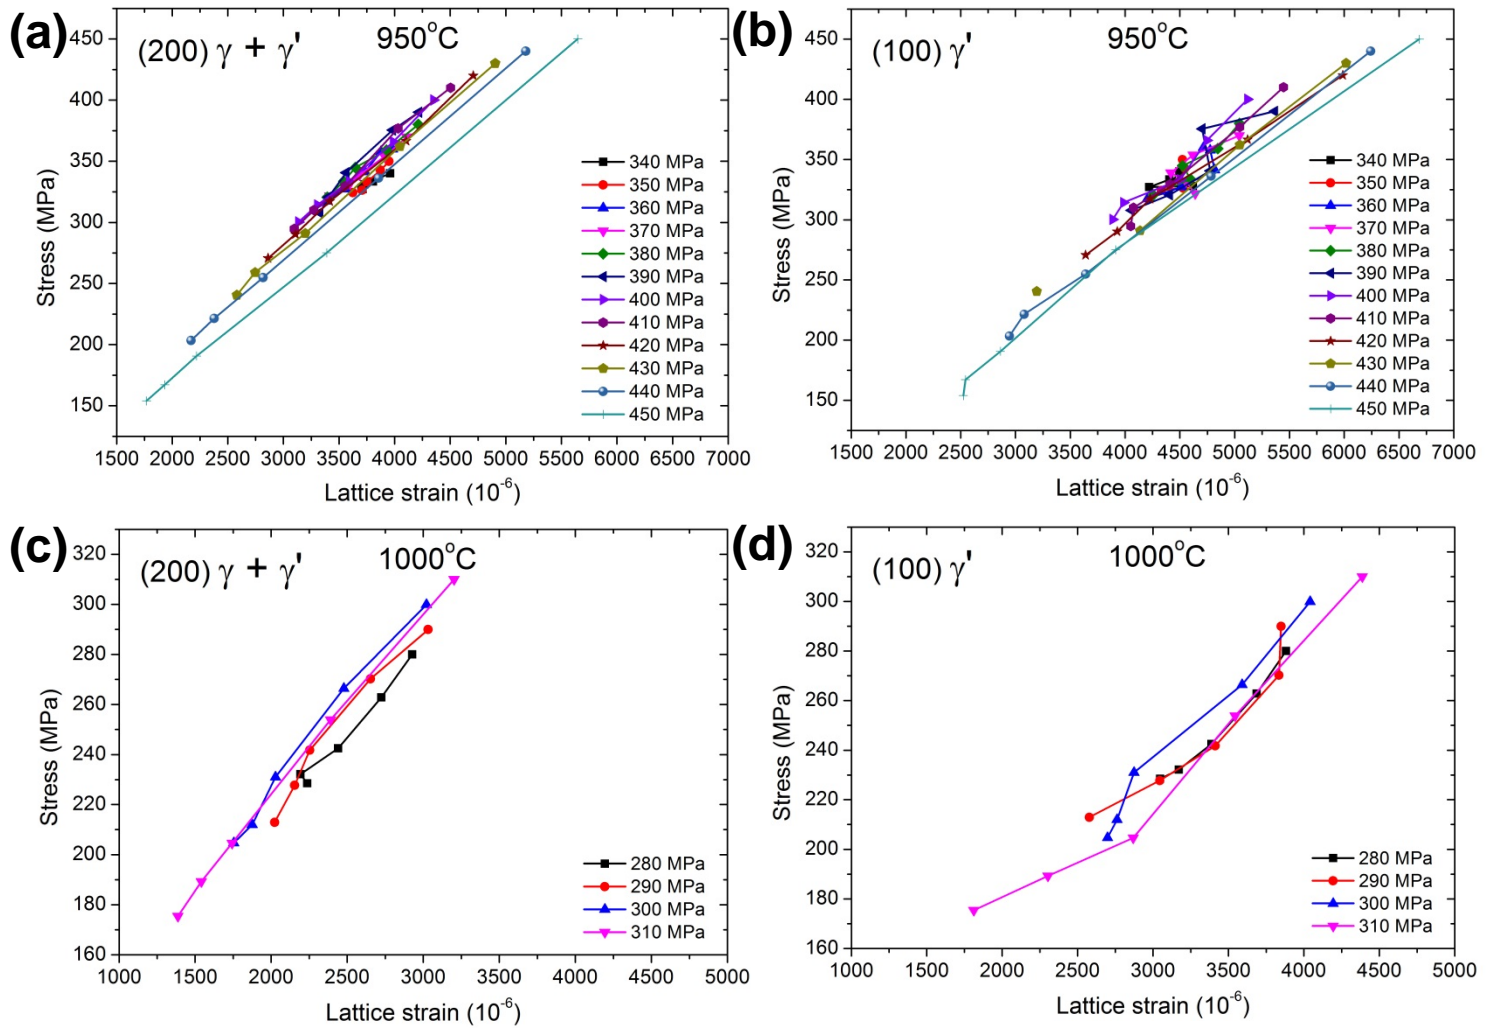 (a)
(200) γ + γ'
950°C
Stress (MPa)
450
400
350
300
250
200
150
340 MPa
350 MPa
360 MPa
370 MPa
380 MPa
390 MPa
400 MPa
410 MPa
420 MPa
430 MPa
440 MPa
450 MPa
1500 2000 2500 3000 3500 4000 4500 5000 5500 6000 6500 7000
Lattice strain (10⁻⁶)
(b)
(100) γ'
950°C
Stress (MPa)
450
400
350
300
250
200
150
340 MPa
350 MPa
360 MPa
370 MPa
380 MPa
390 MPa
400 MPa
410 MPa
420 MPa
430 MPa
440 MPa
450 MPa
1500 2000 2500 3000 3500 4000 4500 5000 5500 6000 6500 7000
Lattice strain (10⁻⁶)
(c)
(200) γ + γ'
1000°C
Stress (MPa)
320
300
280
260
240
220
200
180
160
280 MPa
290 MPa
300 MPa
310 MPa
1000 1500 2000 2500 3000 3500 4000 4500 5000
Lattice strain (10⁻⁶)
(d)
(100) γ'
1000°C
Stress (MPa)
320
300
280
260
240
220
200
180
160
280 MPa
290 MPa
300 MPa
310 MPa
1000 1500 2000 2500 3000 3500 4000 4500 5000
Lattice strain (10⁻⁶)